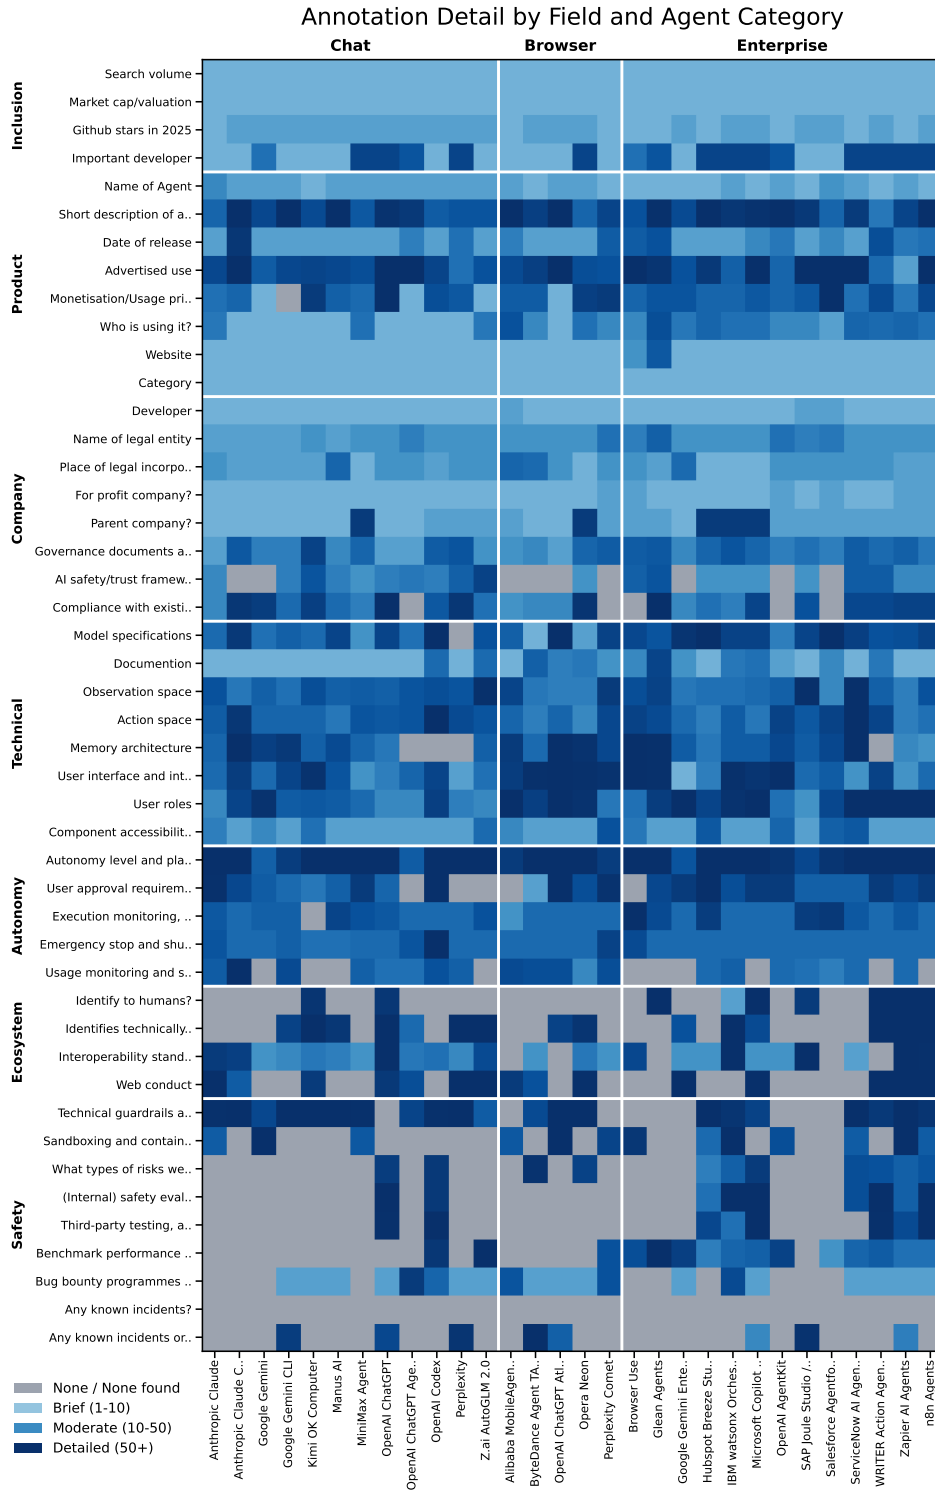 Annotation Detail by Field and Agent Category
Chat
Browser
Enterprise
Inclusion
Search volume
Market cap/valuation
Github stars in 2025
Important developer
Product
Name of Agent
Short description of a..
Date of release
Advertised use
Monetisation/Usage pri..
Who is using it?
Website
Category
Company
Developer
Name of legal entity
Place of legal incorpo..
For profit company?
Parent company?
Governance documents a..
AI safety/trust framew..
Compliance with existi..
Technical
Model specifications
Documention
Observation space
Action space
Memory architecture
User interface and int..
User roles
Component accessibilit..
Autonomy
Autonomy level and pla..
User approval requirem..
Execution monitoring, ..
Emergency stop and shu..
Usage monitoring and s..
Ecosystem
Identify to humans?
Identifies technically..
Interoperability stand..
Web conduct
Safety
Technical guardrails a..
Sandboxing and contain..
What types of risks we..
(Internal) safety eval..
Third-party testing, a..
Benchmark performance ..
Bug bounty programmes ..
Any known incidents?
Any known incidents or..
Anthropic Claude
Anthropic Claude C..
Google Gemini
Google Gemini CLI
Kimi OK Computer
Manus AI
MiniMax Agent
OpenAI ChatGPT
OpenAI ChatGPT Age..
OpenAI Codex
Perplexity
Z.ai AutoGLM 2.0
Alibaba MobileAgen..
ByteDance Agent TA..
OpenAI ChatGPT Atl..
Opera Neon
Perplexity Comet
Browser Use
Glean Agents
Google Gemini Ente..
Hubspot Breeze Stu..
IBM watsonx Orches..
Microsoft Copilot ..
OpenAI AgentKit
SAP Joule Studio /..
Salesforce Agentfo..
ServiceNow AI Agen..
WRITER Action Agen..
Zapier AI Agents
n8n Agents
None / None found
Brief (1-10)
Moderate (10-50)
Detailed (50+)